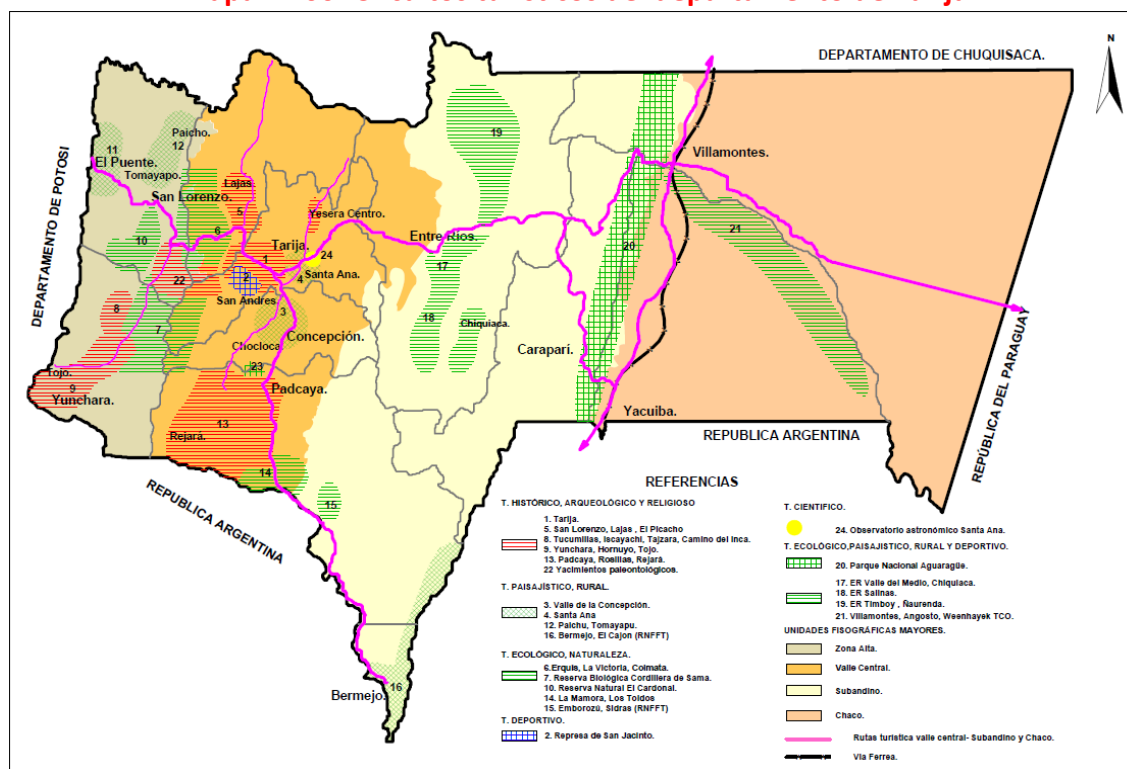 DEPARTAMENTO DE CHUQUISACA.
N
DEPARTAMENTO DE POTOSI
REPÚBLICA DEL PARAGUAY
REPUBLICA ARGENTINA
REPUBLICA ARGENTINA
11
El Puente.
Paicho.
12
Tomayapo.
San Lorenzo.
Lajas
5
Yesera Centro.
6
10
Tarija.
1
24
2
4
Santa Ana.
22
San Andres.
3
8
7
Chocloca.
Concepción.
23
Tojo.
9
Yunchara.
Padcaya.
13
Rejará.
14
15
19
Entre Rios.
17
18
Chiquiaca.
Villamontes.
20
21
Caraparí.
Yacuiba.
Bermejo.
16
REFERENCIAS
T. HISTÓRICO, ARQUEOLÓGICO Y RELIGIOSO
1. Tarija.
5. San Lorenzo, Lajas , El Picacho
8. Tucumillas, Iscayachi, Tajzara, Camino del Inca.
9. Yunchara, Hornuyo, Tojo.
13. Padcaya, Rosillas, Rejará.
22 Yacimientos paleontológicos.
T. PAISAJÍSTICO, RURAL.
3. Valle de la Concepción.
4. Santa Ana
12. Paichu, Tomayapu.
16. Bermejo, El Cajon (RNFFT)
T. ECOLÓGICO, NATURALEZA.
6.Erquis, La Victoria, Coimata.
7. Reserva Biológica Cordillera de Sama.
10. Reserva Natural El Cardonal.
14. La Mamora, Los Toldos
15. Emborozú, Sidras (RNFFT)
T. DEPORTIVO.
2. Represa de San Jacinto.
T. CIENTIFICO.
24. Observatorio astronómico Santa Ana.
T. ECOLÓGICO,PAISAJISTICO, RURAL Y DEPORTIVO.
20. Parque Nacional Aguaragüe.
17. ER Valle del Medio, Chiquiaca.
18. ER Salinas.
19. ER Timboy , Ñaurenda.
21. Villamontes, Angosto, Weenhayek TCO.
UNIDADES FISOGRÁFICAS MAYORES.
Zona Alta.
Valle Central.
Subandino.
Chaco.
Rutas turística valle central- Subandino y Chaco.
Vía Ferrea.